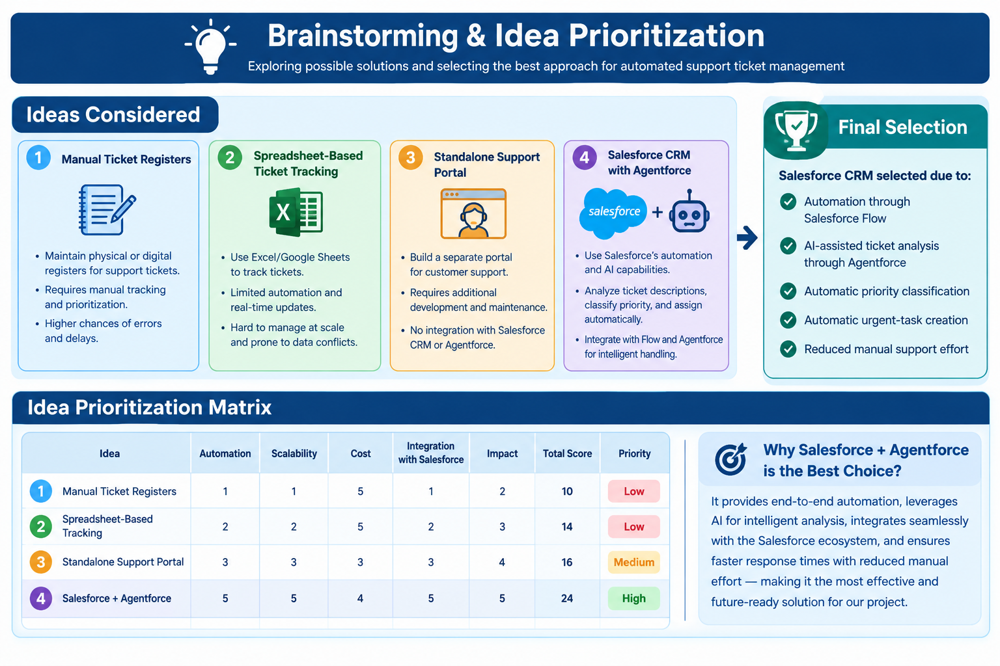 Brainstorming & Idea Prioritization
Exploring possible solutions and selecting the best approach for automated support ticket management
Ideas Considered
1
Manual Ticket Registers
• Maintain physical or digital
registers for support tickets.
• Requires manual tracking
and prioritization.
• Higher chances of errors
and delays.
2
Spreadsheet-Based
Ticket Tracking
X
• Use Excel/Google Sheets
to track tickets.
• Limited automation and
real-time updates.
• Hard to manage at scale
and prone to data conflicts.
3
Standalone Support
Portal
• Build a separate portal
for customer support.
• Requires additional
development and maintenance.
• No integration with Salesforce
CRM or Agentforce.
4
Salesforce CRM
with Agentforce
salesforce
+
• Use Salesforce's automation
and AI capabilities.
• Analyze ticket descriptions,
classify priority, and assign
automatically.
• Integrate with Flow and Agentforce
for intelligent handling.
Final Selection
Salesforce CRM selected due to:
Automation through
Salesforce Flow
AI-assisted ticket analysis
through Agentforce
Automatic priority classification
Automatic urgent-task creation
Reduced manual support effort
Idea Prioritization Matrix
Idea Automation Scalability Cost Integration with Salesforce Impact Total Score Priority
1 Manual Ticket Registers 1 1 5 1 2 10 Low
2 Spreadsheet-Based Tracking 2 2 5 2 3 14 Low
3 Standalone Support Portal 3 3 3 3 4 16 Medium
4 Salesforce + Agentforce 5 5 4 5 5 24 High
Why Salesforce + Agentforce
is the Best Choice?
It provides end-to-end automation, leverages
AI for intelligent analysis, integrates seamlessly
with the Salesforce ecosystem, and ensures
faster response times with reduced manual
effort — making it the most effective and
future-ready solution for our project.